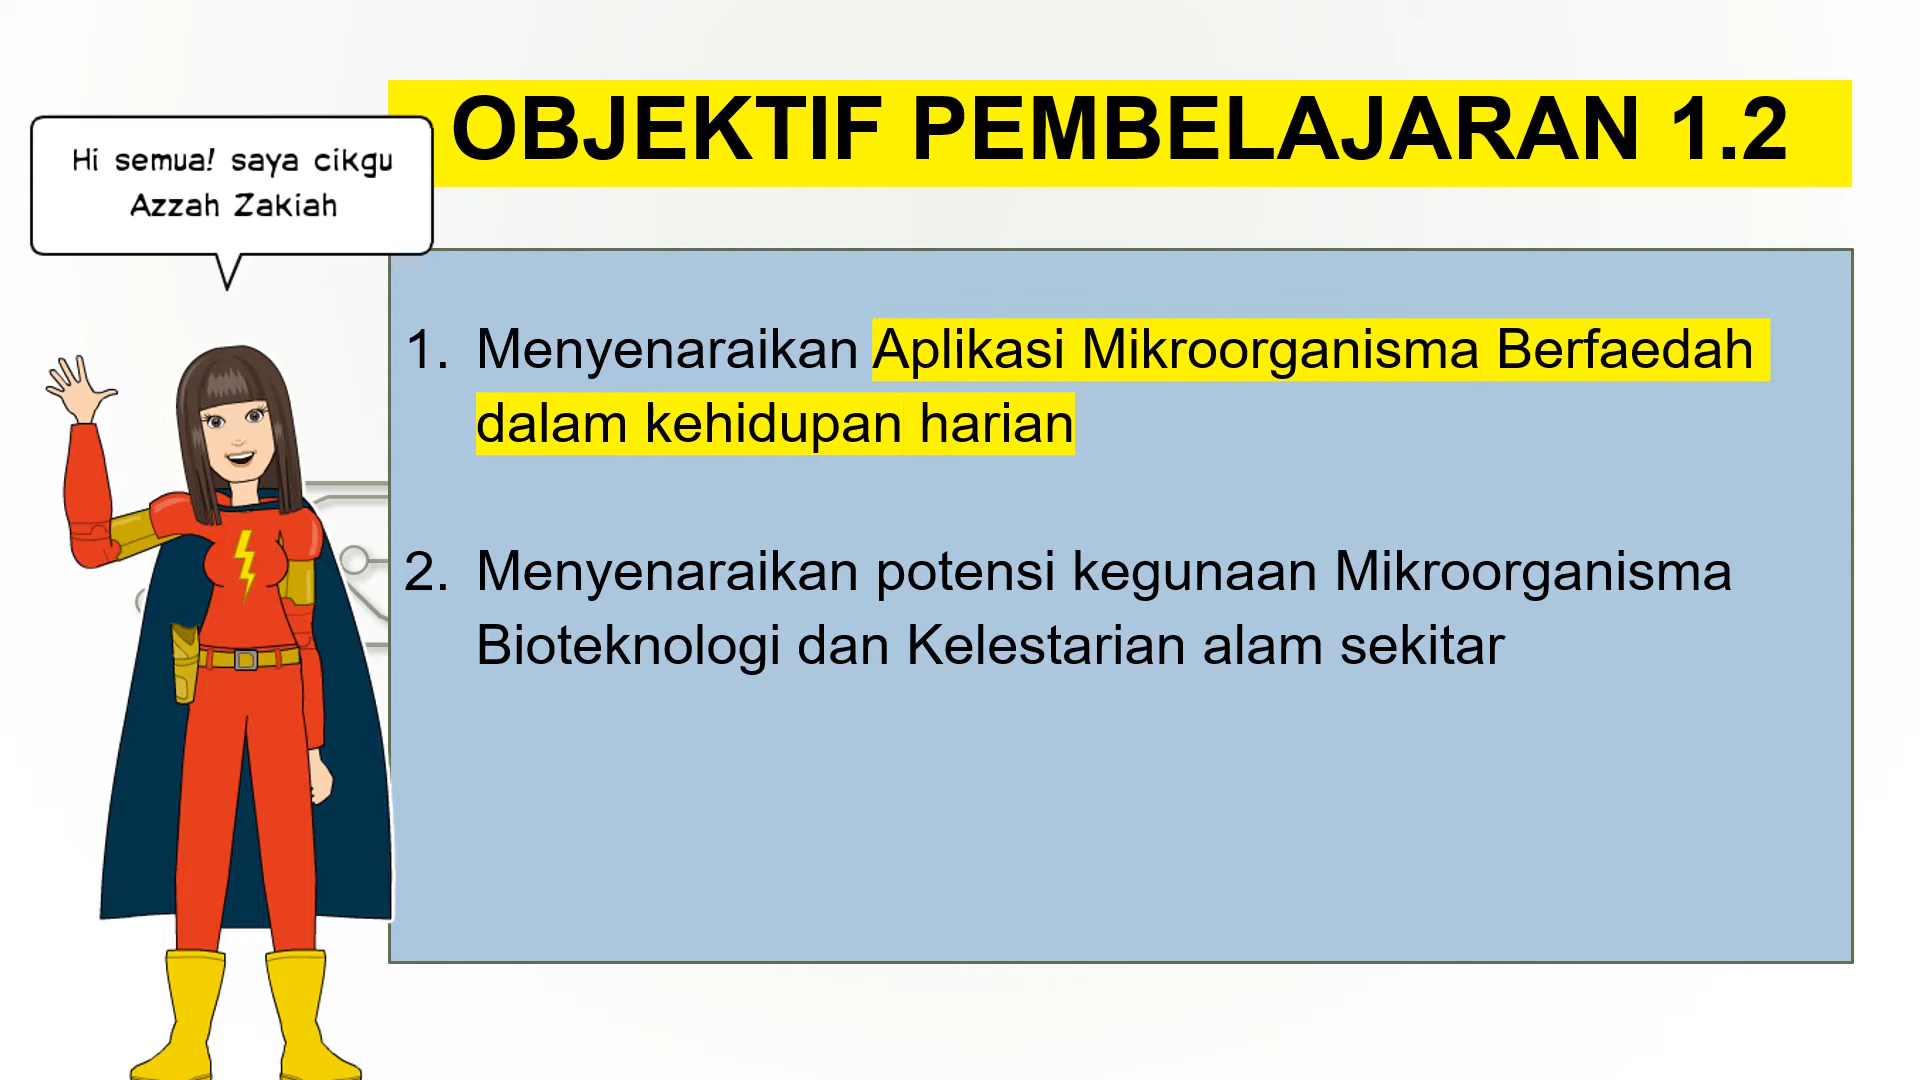 OBJEKTIF PEMBELAJARAN 1.2
Hi semua! saya cikgu
Azzah Zakiah
1. Menyenaraikan Aplikasi Mikroorganisma Berfaedah
dalam kehidupan harian
2. Menyenaraikan potensi kegunaan Mikroorganisma
Bioteknologi dan Kelestarian alam sekitar